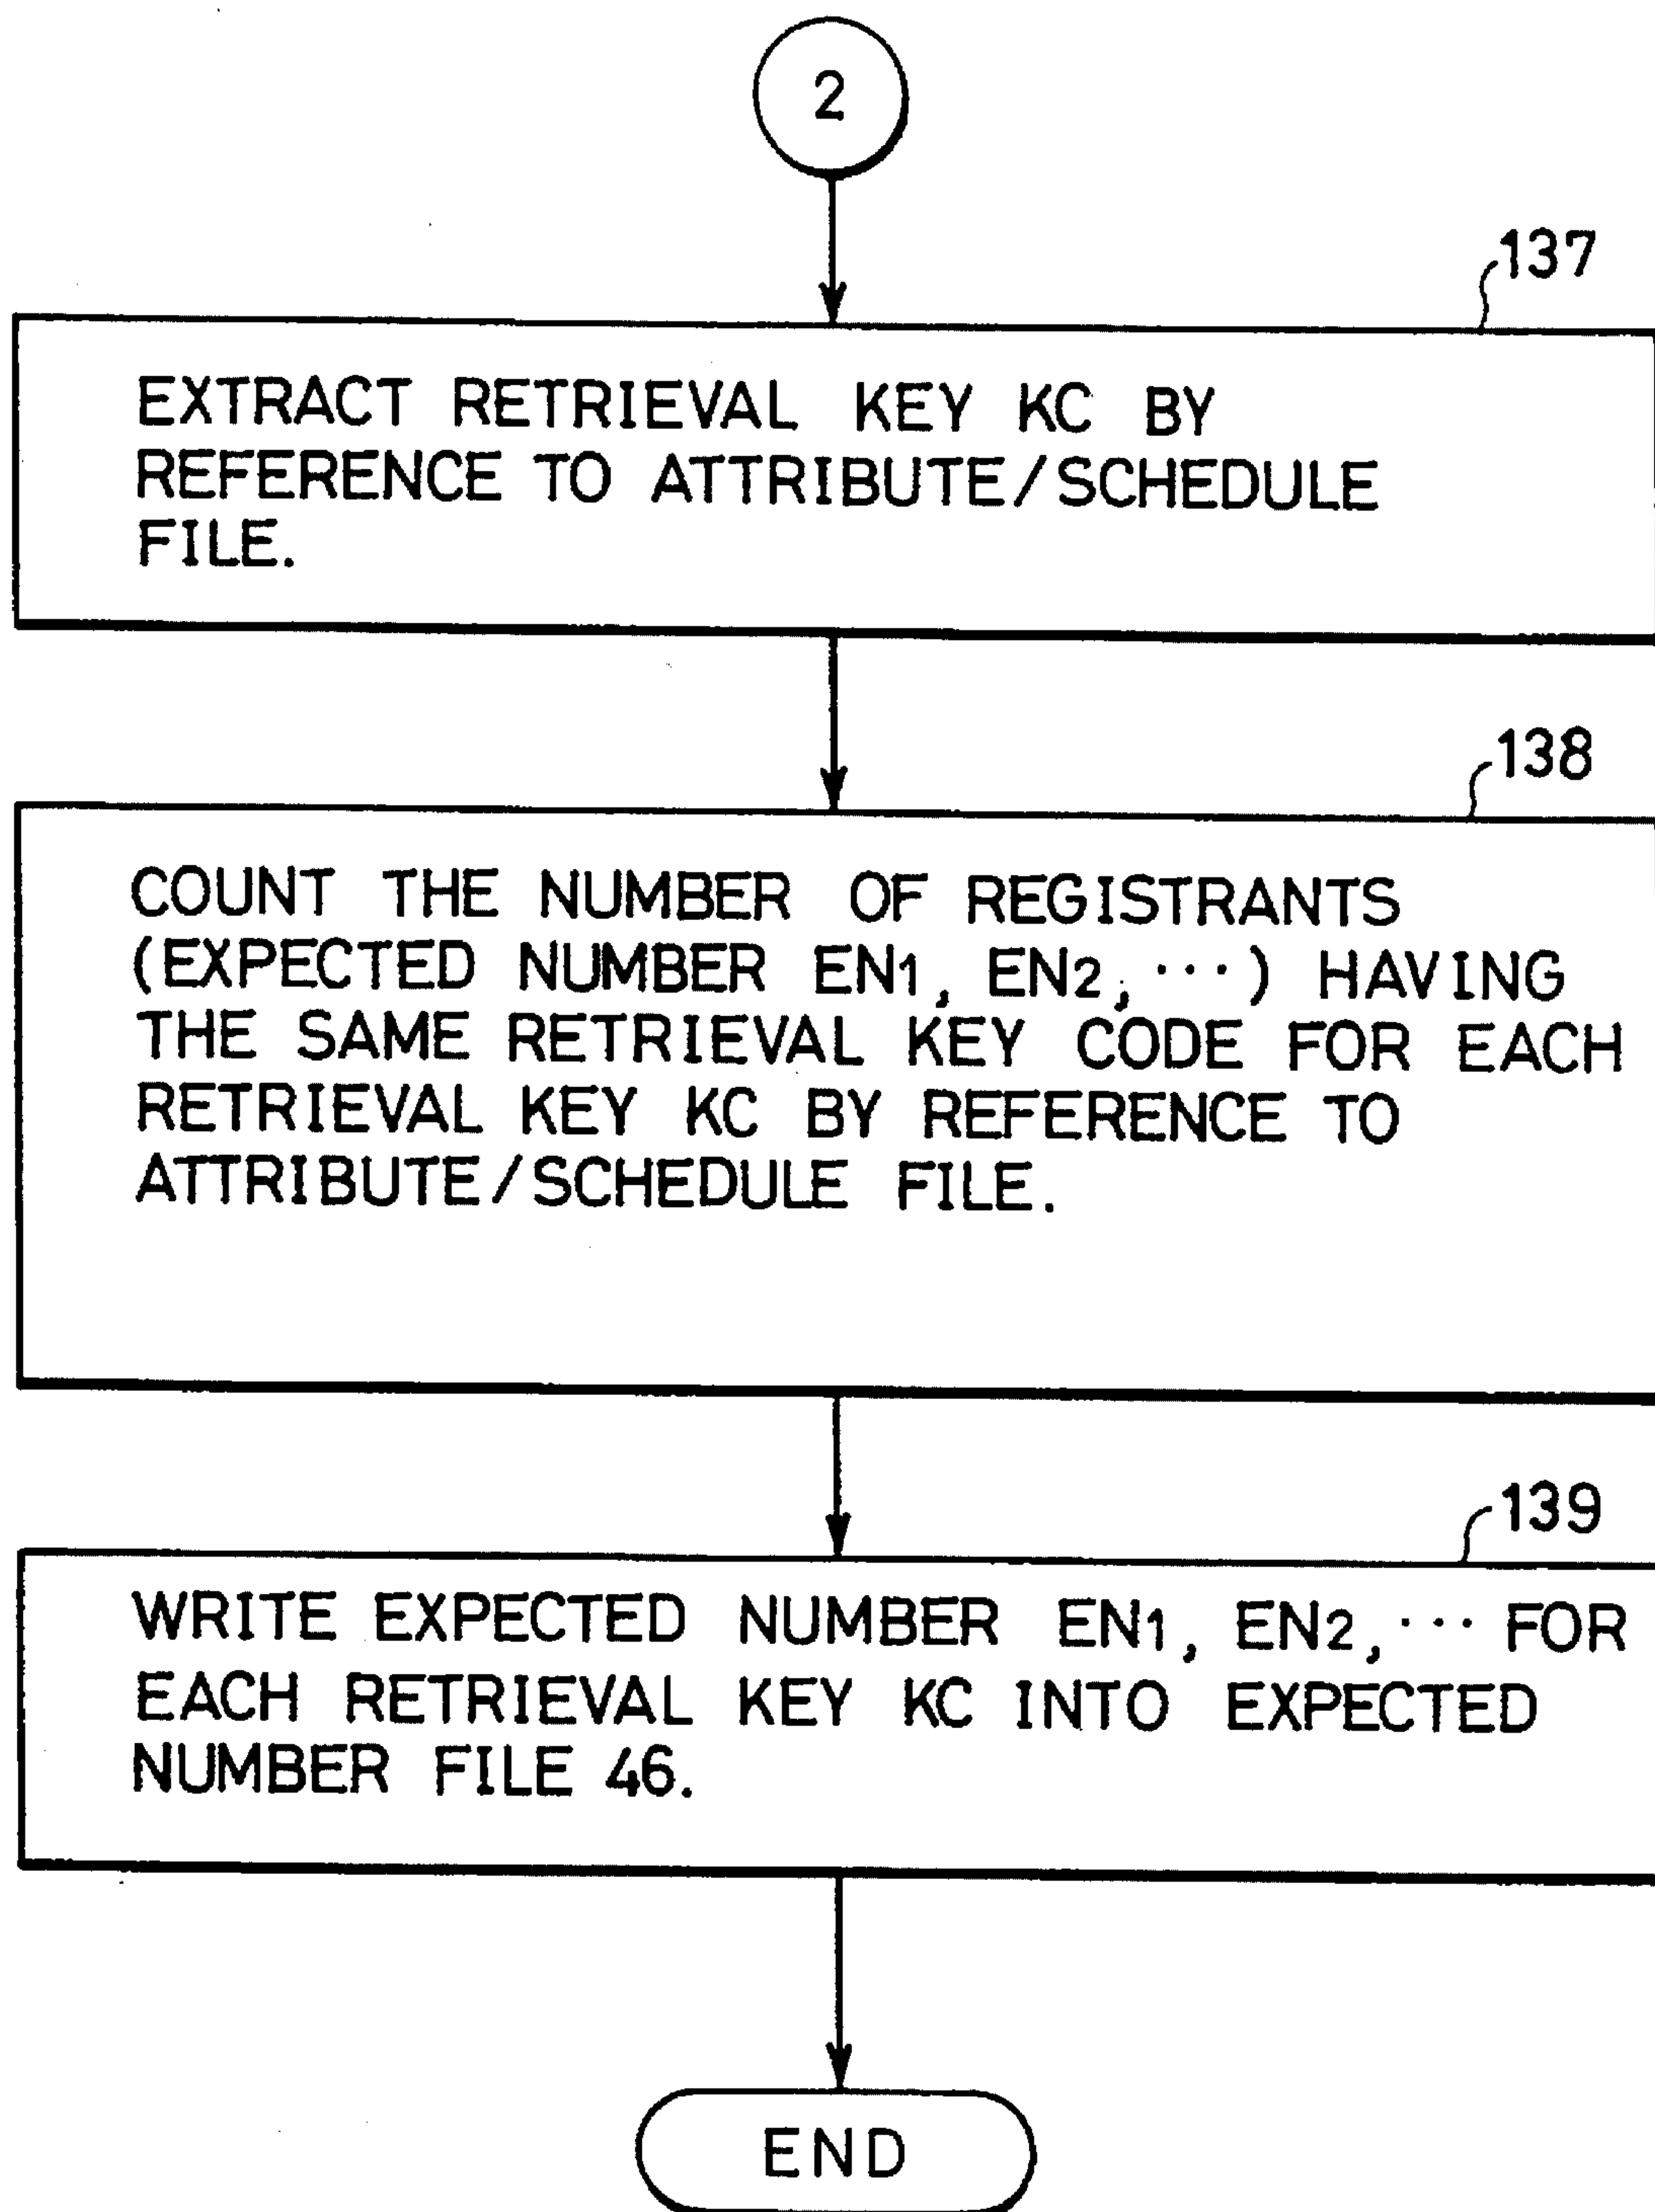 2
137
EXTRACT RETRIEVAL KEY KC BY
REFERENCE TO ATTRIBUTE/SCHEDULE
FILE.
138
COUNT THE NUMBER OF REGISTRANTS
(EXPECTED NUMBER EN1, EN2, ···) HAVING
THE SAME RETRIEVAL KEY CODE FOR EACH
RETRIEVAL KEY KC BY REFERENCE TO
ATTRIBUTE/SCHEDULE FILE.
139
WRITE EXPECTED NUMBER EN1, EN2, ··· FOR
EACH RETRIEVAL KEY KC INTO EXPECTED
NUMBER FILE 46.
END